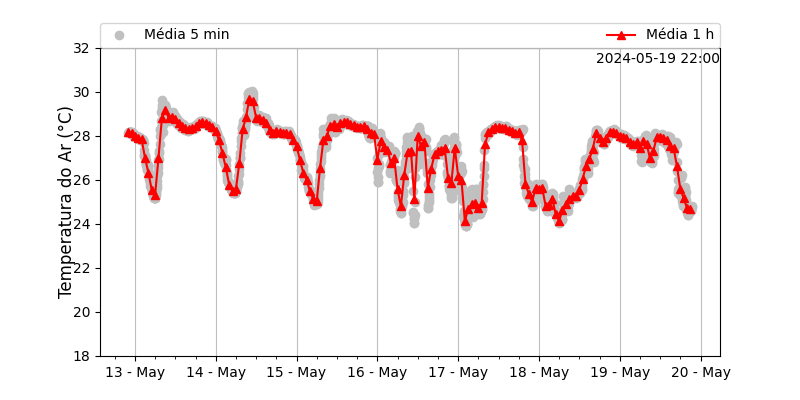 Média 5 min
Média 1 h
2024-05-19 22:00
Temperatura do Ar (°C)
32
30
28
26
24
22
20
18
13 - May
14 - May
15 - May
16 - May
17 - May
18 - May
19 - May
20 - May